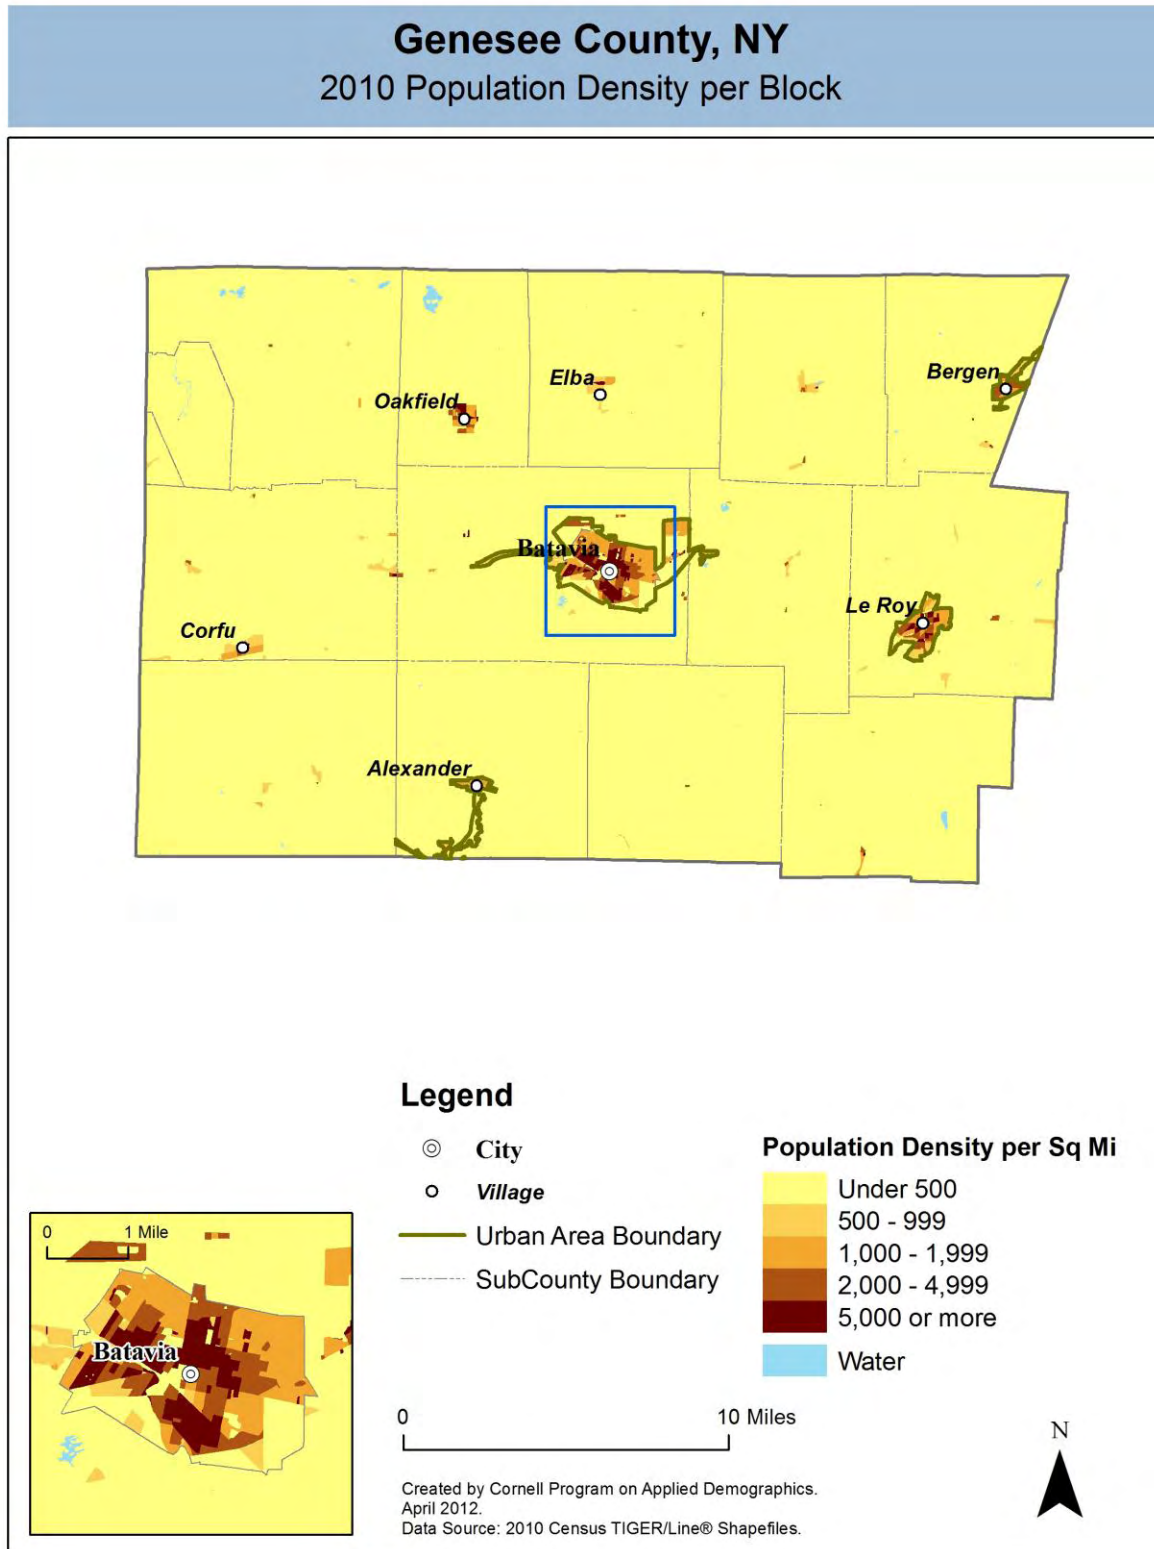 Genesee County, NY
2010 Population Density per Block
Elba
Bergen
Oakfield
Batavia
Le Roy
Corfu
Alexander
Legend
City
Village
Urban Area Boundary
SubCounty Boundary
Population Density per Sq Mi
Under 500
500 - 999
1,000 - 1,999
2,000 - 4,999
5,000 or more
Water
0 1 Mile
Batavia
0 10 Miles
N
Created by Cornell Program on Applied Demographics.
April 2012.
Data Source: 2010 Census TIGER/Line® Shapefiles.